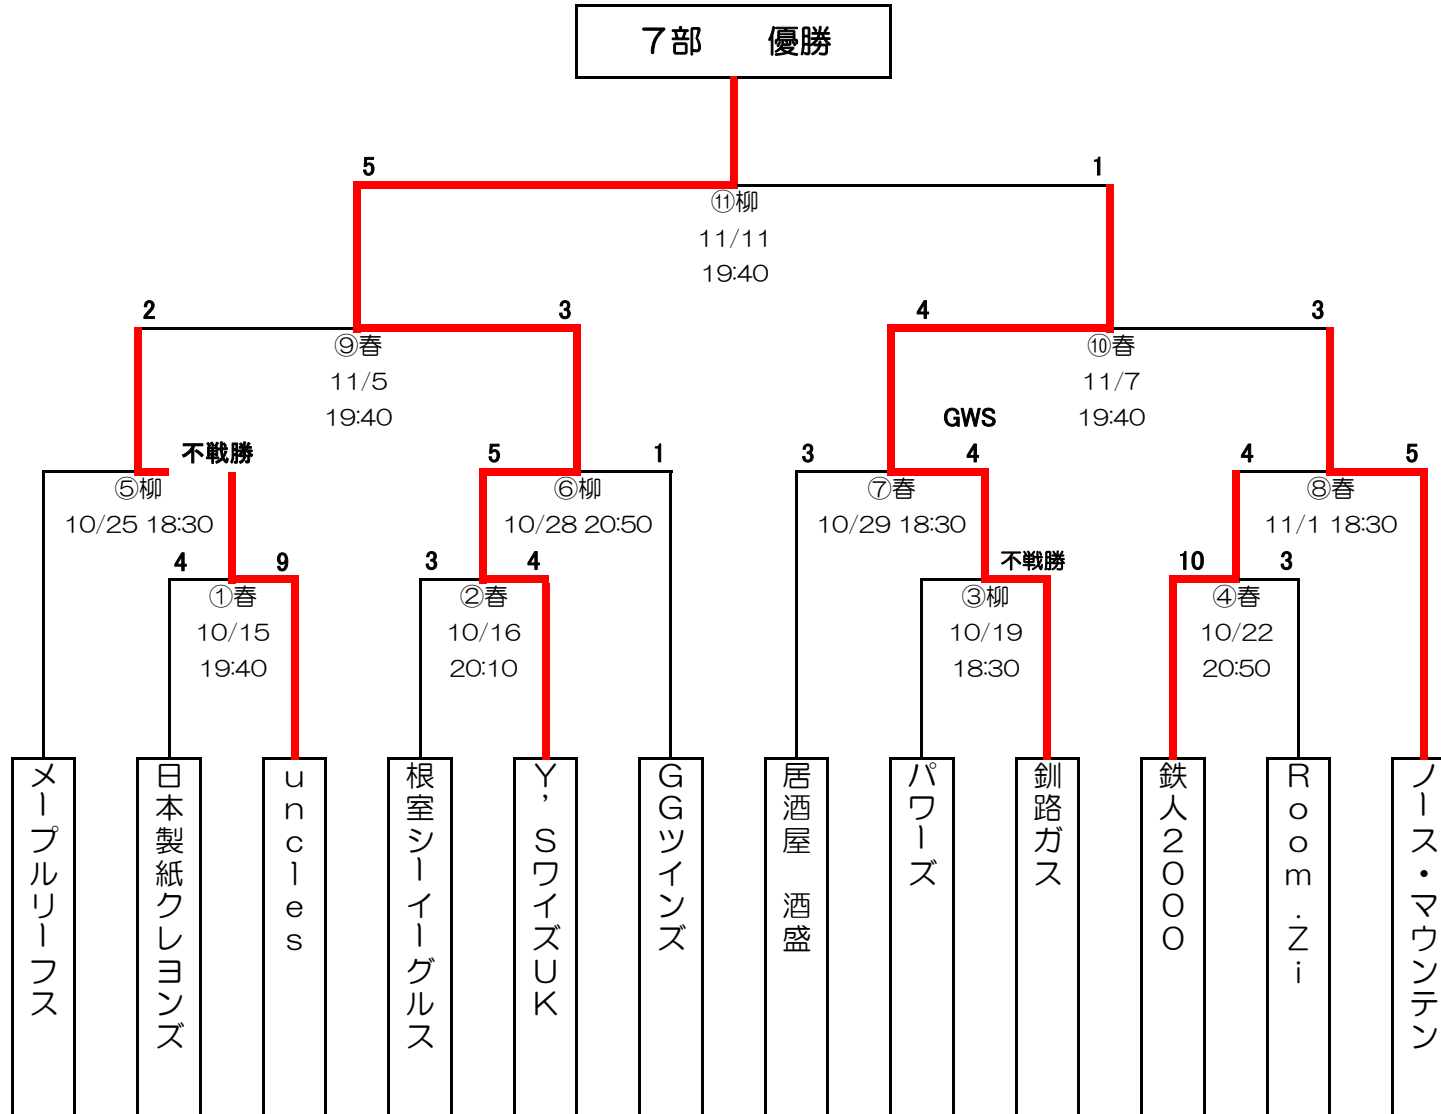 ７部　　優勝
5
1
⑪柳
11/11
19:40
2
3
4
3
⑨春
11/5
19:40
⑩春
11/7
19:40
GWS
不戦勝
5
1
3
4
4
5
⑤柳
10/25 18:30
⑥柳
10/28 20:50
⑦春
10/29 18:30
⑧春
11/1 18:30
4
9
3
4
不戦勝
10
3
①春
10/15
19:40
②春
10/16
20:10
③柳
10/19
18:30
④春
10/22
20:50
メープルリーフス
日本製紙クレヨンズ
uncles
根室シーイーグルス
Y’SワイズUK
GGツインズ
居酒屋　酒盛
パワーズ
釧路ガス
鉄人2000
Room.Zi
ノース・マウンテン